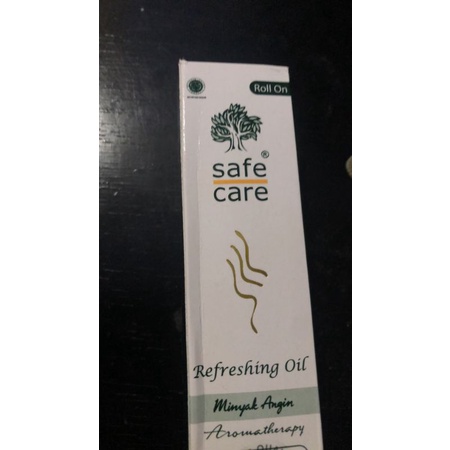 Roll On
safe®
care
Refreshing Oil
Minyak Angin
Aromatherapy